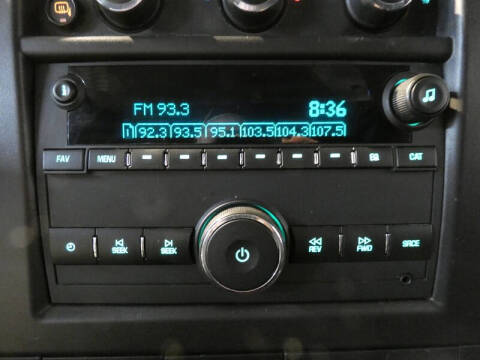 FM 93.3 8:36
1 92.3 93.5 95.1 103.5 104.3 107.5
FAV MENU EQ CAT
SEEK SEEK REV FWD SRCE